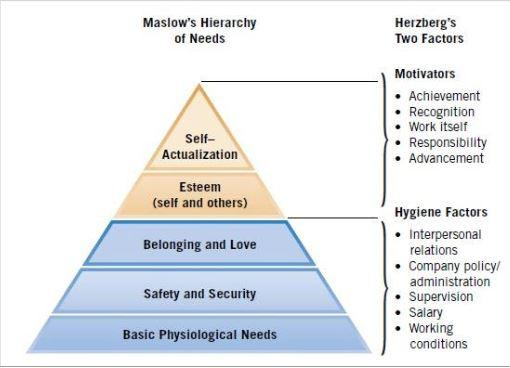 Maslow's Hierarchy
of Needs
Self–
Actualization
Esteem
(self and others)
Belonging and Love
Safety and Security
Basic Physiological Needs
Herzberg's
Two Factors
Motivators
• Achievement
• Recognition
• Work itself
• Responsibility
• Advancement
Hygiene Factors
• Interpersonal
relations
• Company policy/
administration
• Supervision
• Salary
• Working
conditions